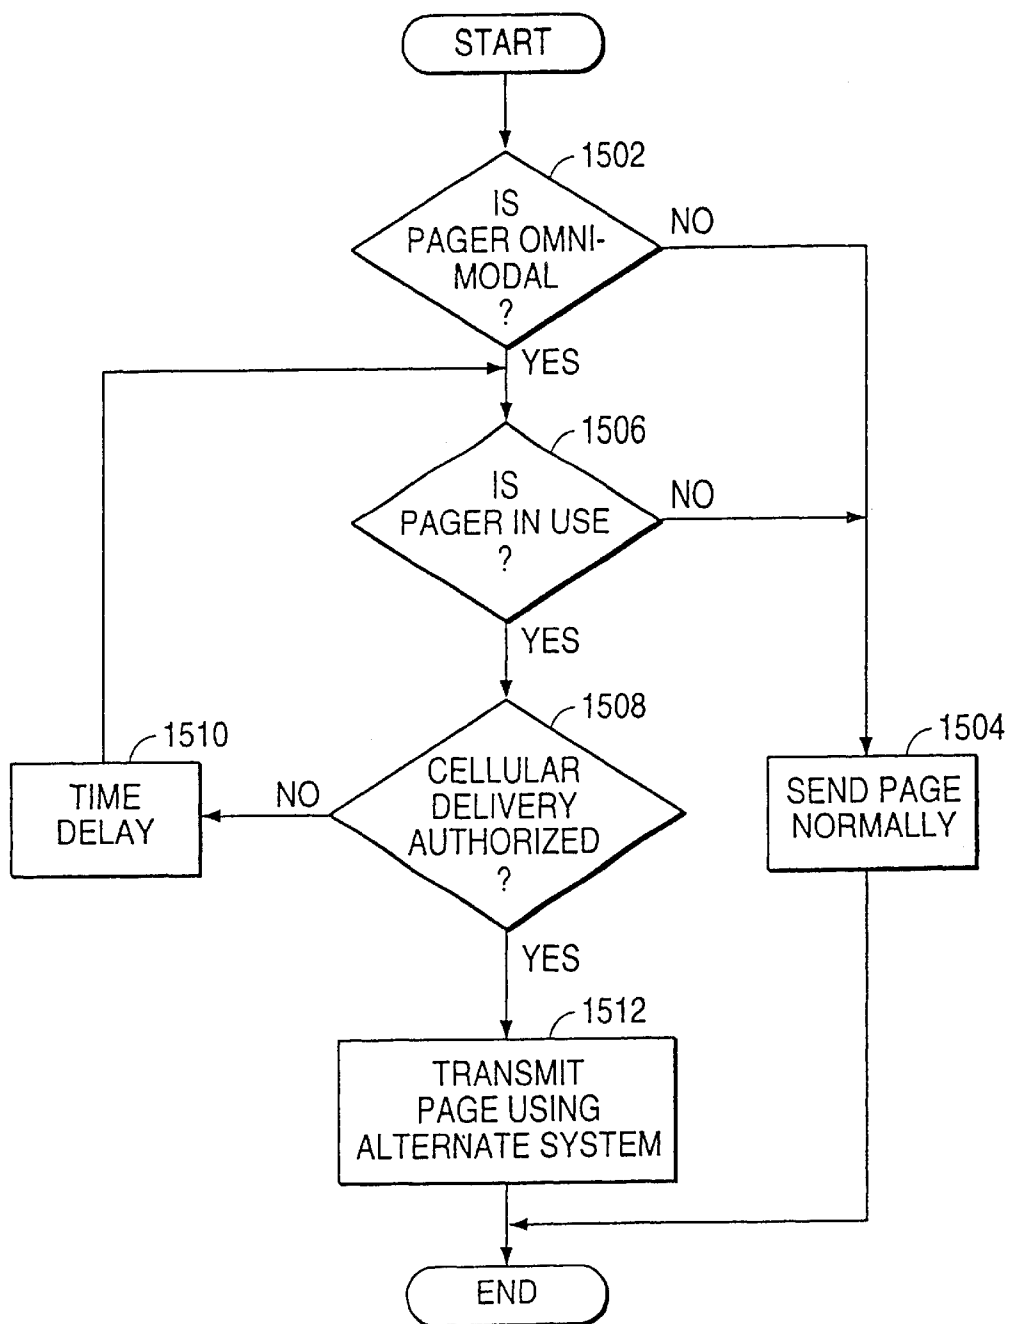 START
1502
IS
PAGER OMNI-
MODAL
?
NO
YES
1506
IS
PAGER IN USE
?
NO
YES
1508
CELLULAR
DELIVERY
AUTHORIZED
?
NO
1510
TIME
DELAY
1504
SEND PAGE
NORMALLY
YES
1512
TRANSMIT
PAGE USING
ALTERNATE SYSTEM
END